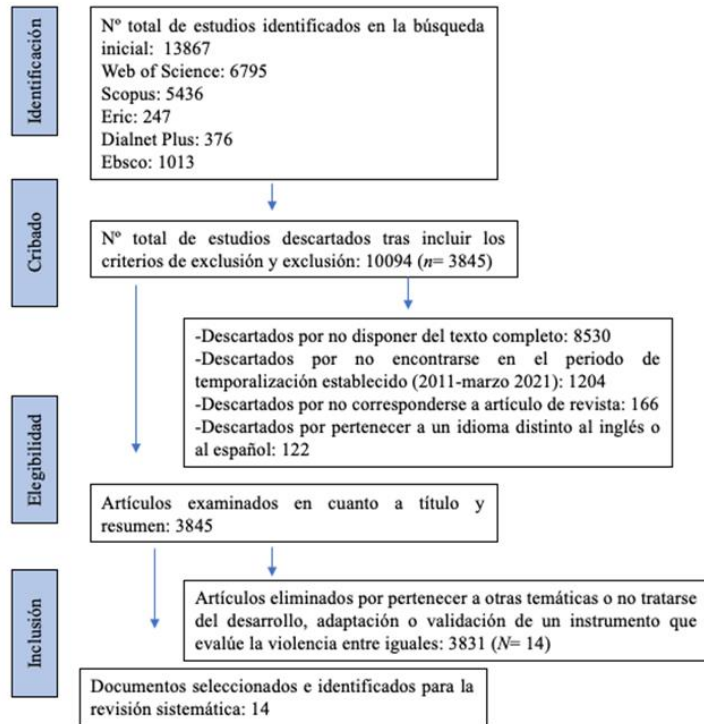 Identificación
Nº total de estudios identificados en la búsqueda
inicial: 13867
Web of Science: 6795
Scopus: 5436
Eric: 247
Dialnet Plus: 376
Ebsco: 1013
Cribado
Nº total de estudios descartados tras incluir los
criterios de exclusión y exclusión: 10094 (n= 3845)
-Descartados por no disponer del texto completo: 8530
-Descartados por no encontrarse en el periodo de
temporalización establecido (2011-marzo 2021): 1204
-Descartados por no corresponderse a artículo de revista: 166
-Descartados por pertenecer a un idioma distinto al inglés o
al español: 122
Elegibilidad
Artículos examinados en cuanto a título y
resumen: 3845
Inclusión
Artículos eliminados por pertenecer a otras temáticas o no tratarse
del desarrollo, adaptación o validación de un instrumento que
evalúe la violencia entre iguales: 3831 (N= 14)
Documentos seleccionados e identificados para la
revisión sistemática: 14